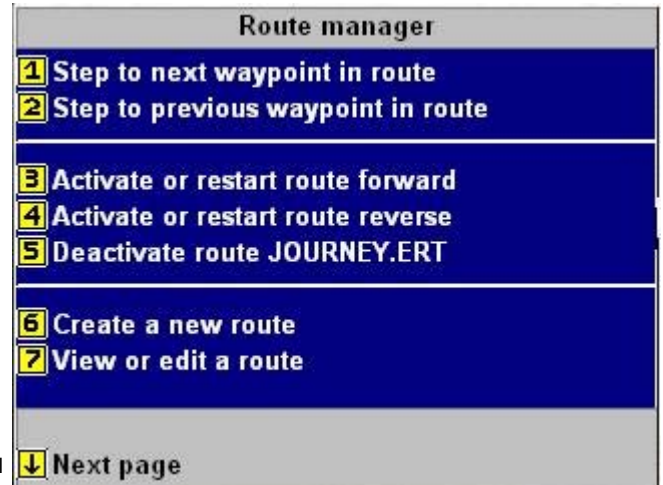 Route manager
1 Step to next waypoint in route
2 Step to previous waypoint in route
3 Activate or restart route forward
4 Activate or restart route reverse
5 Deactivate route JOURNEY.ERT
6 Create a new route
7 View or edit a route
↓ Next page